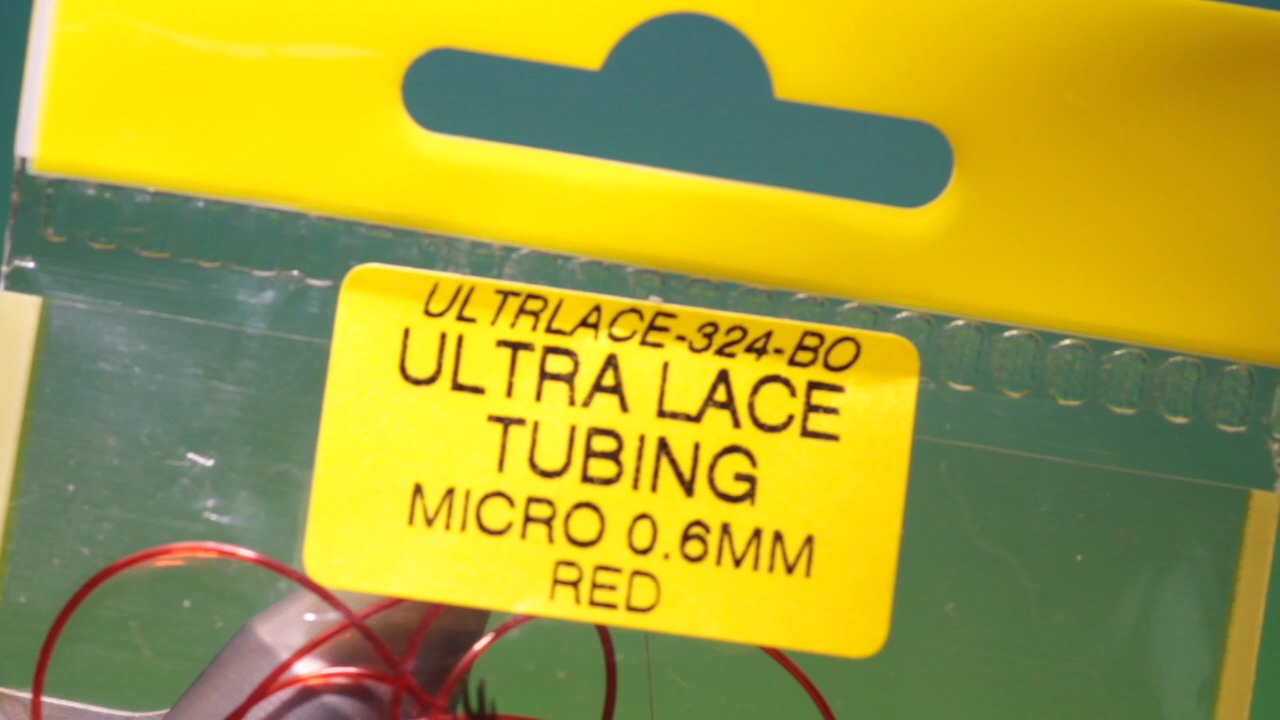 ULTRLACE-324-BO
ULTRA LACE
TUBING
MICRO 0.6MM
RED